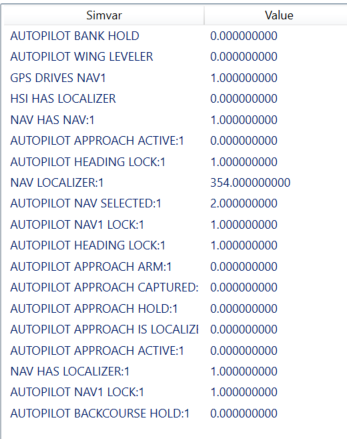 Simvar Value
AUTOPILOT BANK HOLD 0.000000000
AUTOPILOT WING LEVELER 0.000000000
GPS DRIVES NAV1 1.000000000
HSI HAS LOCALIZER 0.000000000
NAV HAS NAV:1 1.000000000
AUTOPILOT APPROACH ACTIVE:1 0.000000000
AUTOPILOT HEADING LOCK:1 1.000000000
NAV LOCALIZER:1 354.000000000
AUTOPILOT NAV SELECTED:1 2.000000000
AUTOPILOT NAV1 LOCK:1 1.000000000
AUTOPILOT HEADING LOCK:1 1.000000000
AUTOPILOT APPROACH ARM:1 0.000000000
AUTOPILOT APPROACH CAPTURED: 0.000000000
AUTOPILOT APPROACH HOLD:1 0.000000000
AUTOPILOT APPROACH IS LOCALIZI 0.000000000
AUTOPILOT APPROACH ACTIVE:1 0.000000000
NAV HAS LOCALIZER:1 1.000000000
AUTOPILOT NAV1 LOCK:1 1.000000000
AUTOPILOT BACKCOURSE HOLD:1 0.000000000